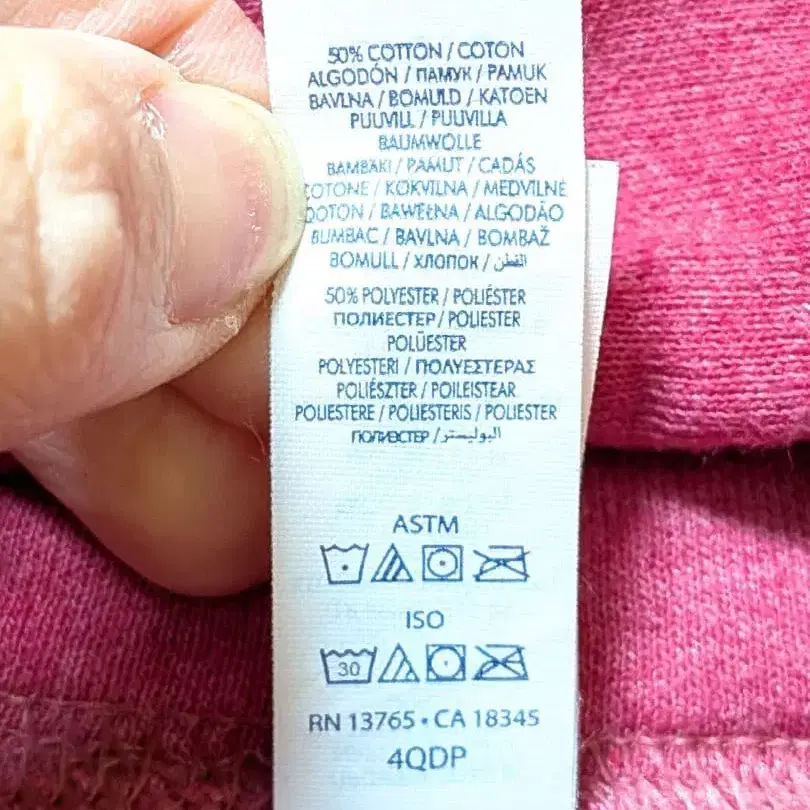 50% COTTON / COTON
ALGODÓN / ПАМУК / PAMUK
BAVLNA / BOMULD / KATOEN
PUUVILL / PUUVILLA
BAUMWOLLE
BAMBAKI / PAMUT / CADÁS
COTONE / KOKVILNA / MEDVILNĖ
QOTON / BAWEŁNA / ALGODÃO
BUMBAC / BAVLNA / BOMBAŽ
BOMULL / ХЛОПОК / القطن
50% POLYESTER / POLIÉSTER
ПОЛИЕСТЕР / POLIESTER
POLÜESTER
POLYESTERI / ΠΟΛΥΕΣΤΕΡΑΣ
POLIÉSZTER / POILEISTEAR
POLIESTERE / POLIESTERIS / POLIESTER
ПОЛИЭСТЕР / البوليستر
ASTM
ISO
30
RN 13765 • CA 18345
4QDP